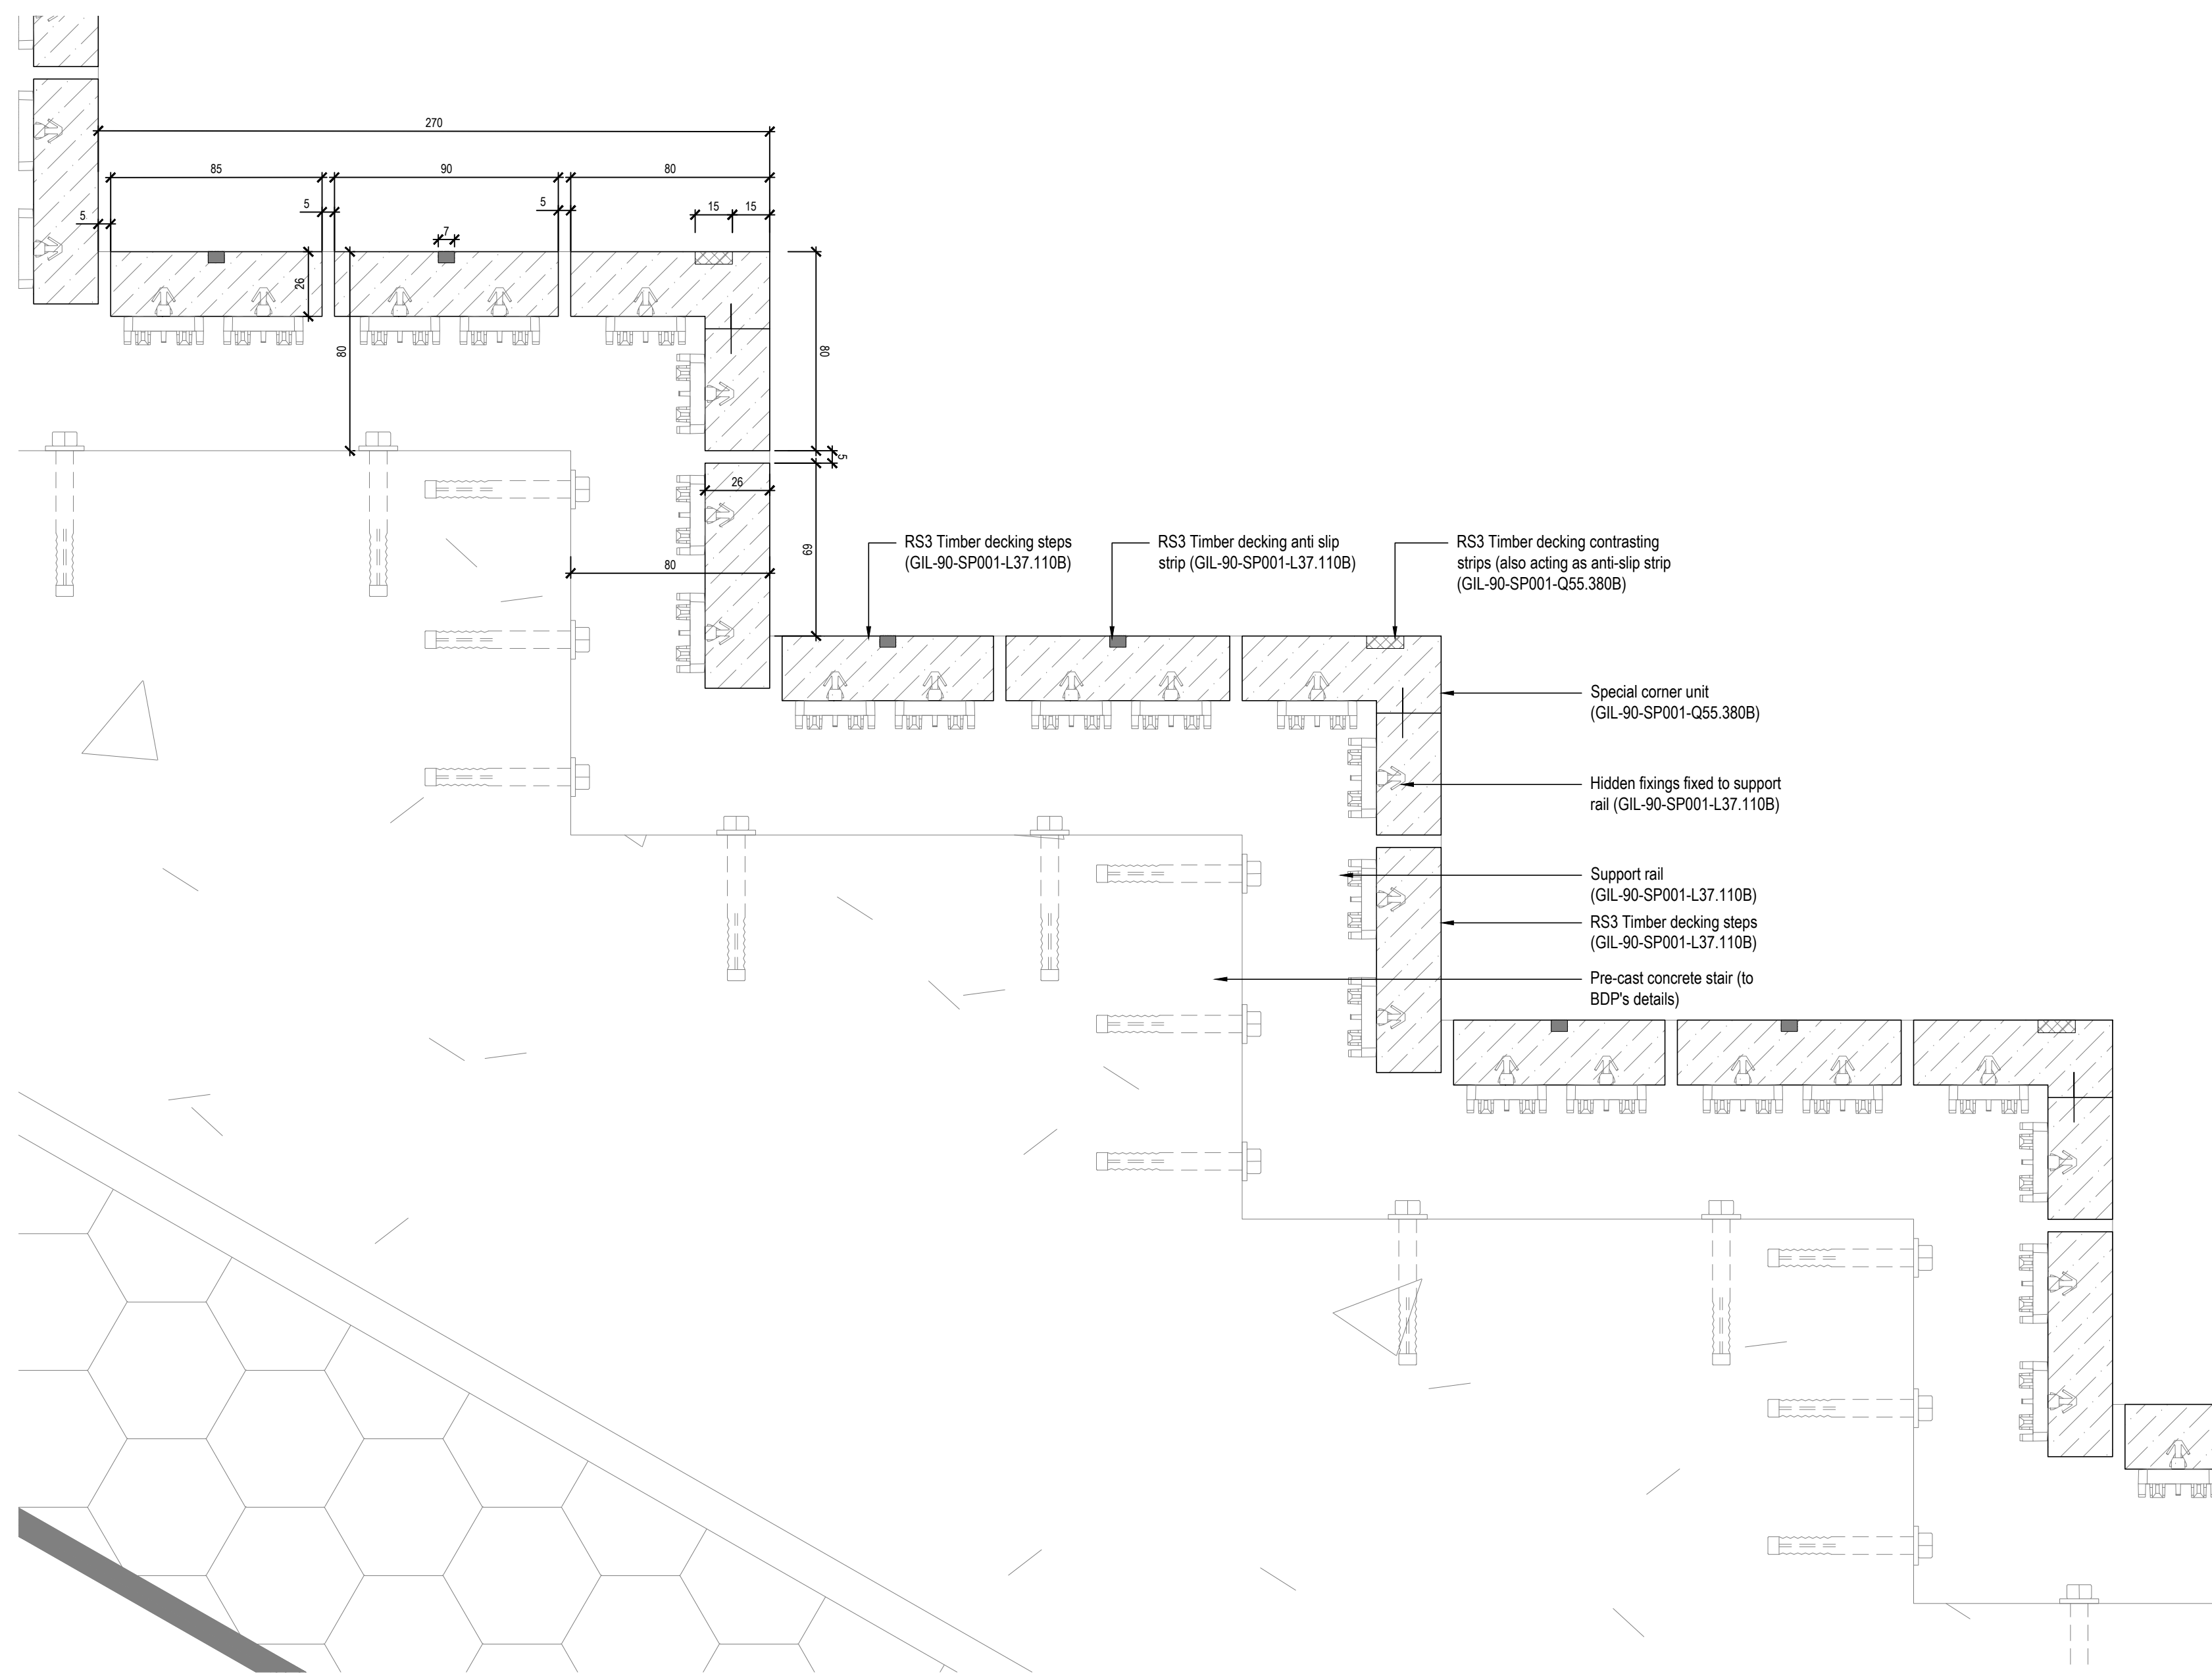 270
85
90
80
5
5
5
15
15
7
26
80
80
5
26
69
80
RS3 Timber decking steps
(GIL-90-SP001-L37.110B)
RS3 Timber decking anti slip
strip (GIL-90-SP001-L37.110B)
RS3 Timber decking contrasting
strips (also acting as anti-slip strip
(GIL-90-SP001-Q55.380B)
Special corner unit
(GIL-90-SP001-Q55.380B)
Hidden fixings fixed to support
rail (GIL-90-SP001-L37.110B)
Support rail
(GIL-90-SP001-L37.110B)
RS3 Timber decking steps
(GIL-90-SP001-L37.110B)
Pre-cast concrete stair (to
BDP's details)